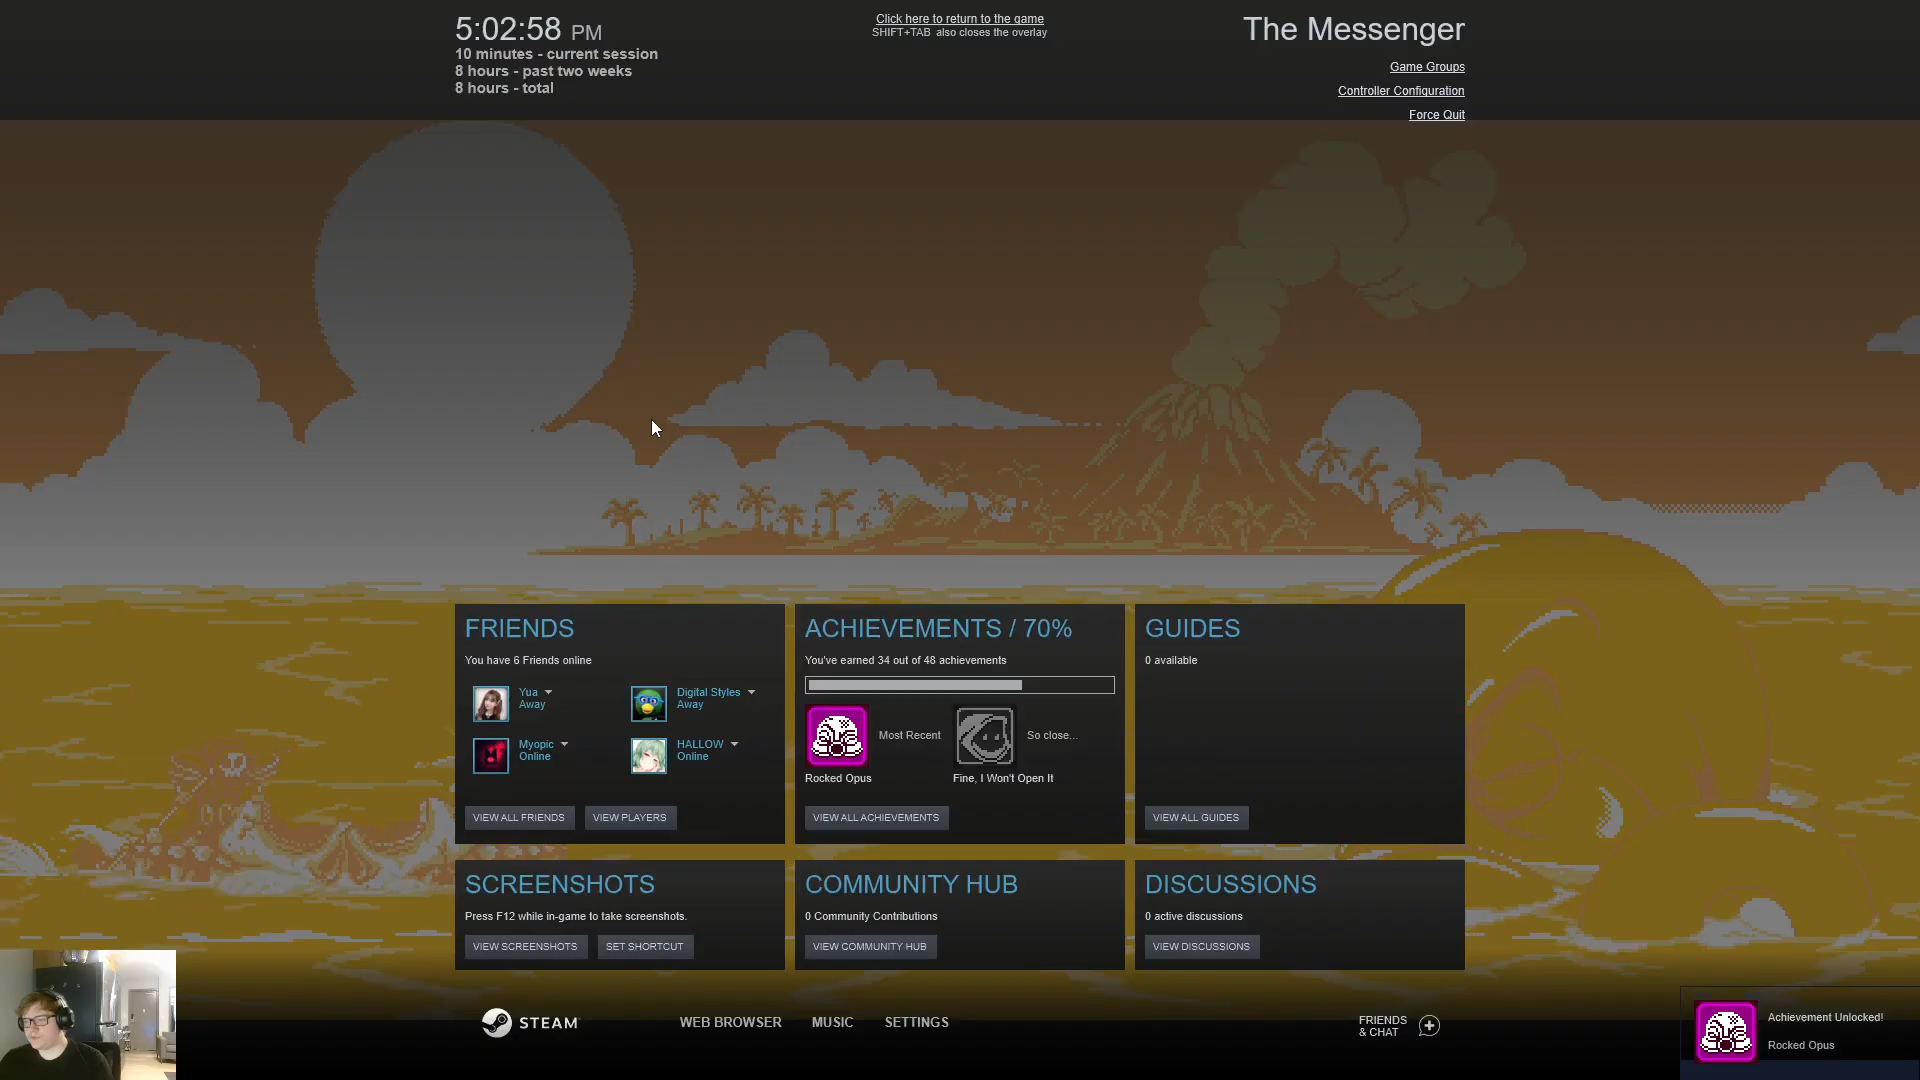 5:02:58 PM
10 minutes - current session
8 hours - past two weeks
8 hours - total
Click here to return to the game
SHIFT+TAB also closes the overlay
The Messenger
Game Groups
Controller Configuration
Force Quit
FRIENDS
You have 6 Friends online
Yua
Away
Digital Styles
Away
Myopic
Online
HALLOW
Online
VIEW ALL FRIENDS
VIEW PLAYERS
ACHIEVEMENTS / 70%
You've earned 34 out of 48 achievements
Most Recent
So close...
Rocked Opus
Fine, I Won't Open It
VIEW ALL ACHIEVEMENTS
GUIDES
0 available
VIEW ALL GUIDES
SCREENSHOTS
Press F12 while in-game to take screenshots.
VIEW SCREENSHOTS
SET SHORTCUT
COMMUNITY HUB
0 Community Contributions
VIEW COMMUNITY HUB
DISCUSSIONS
0 active discussions
VIEW DISCUSSIONS
STEAM
WEB BROWSER
MUSIC
SETTINGS
FRIENDS
& CHAT
Achievement Unlocked!
Rocked Opus